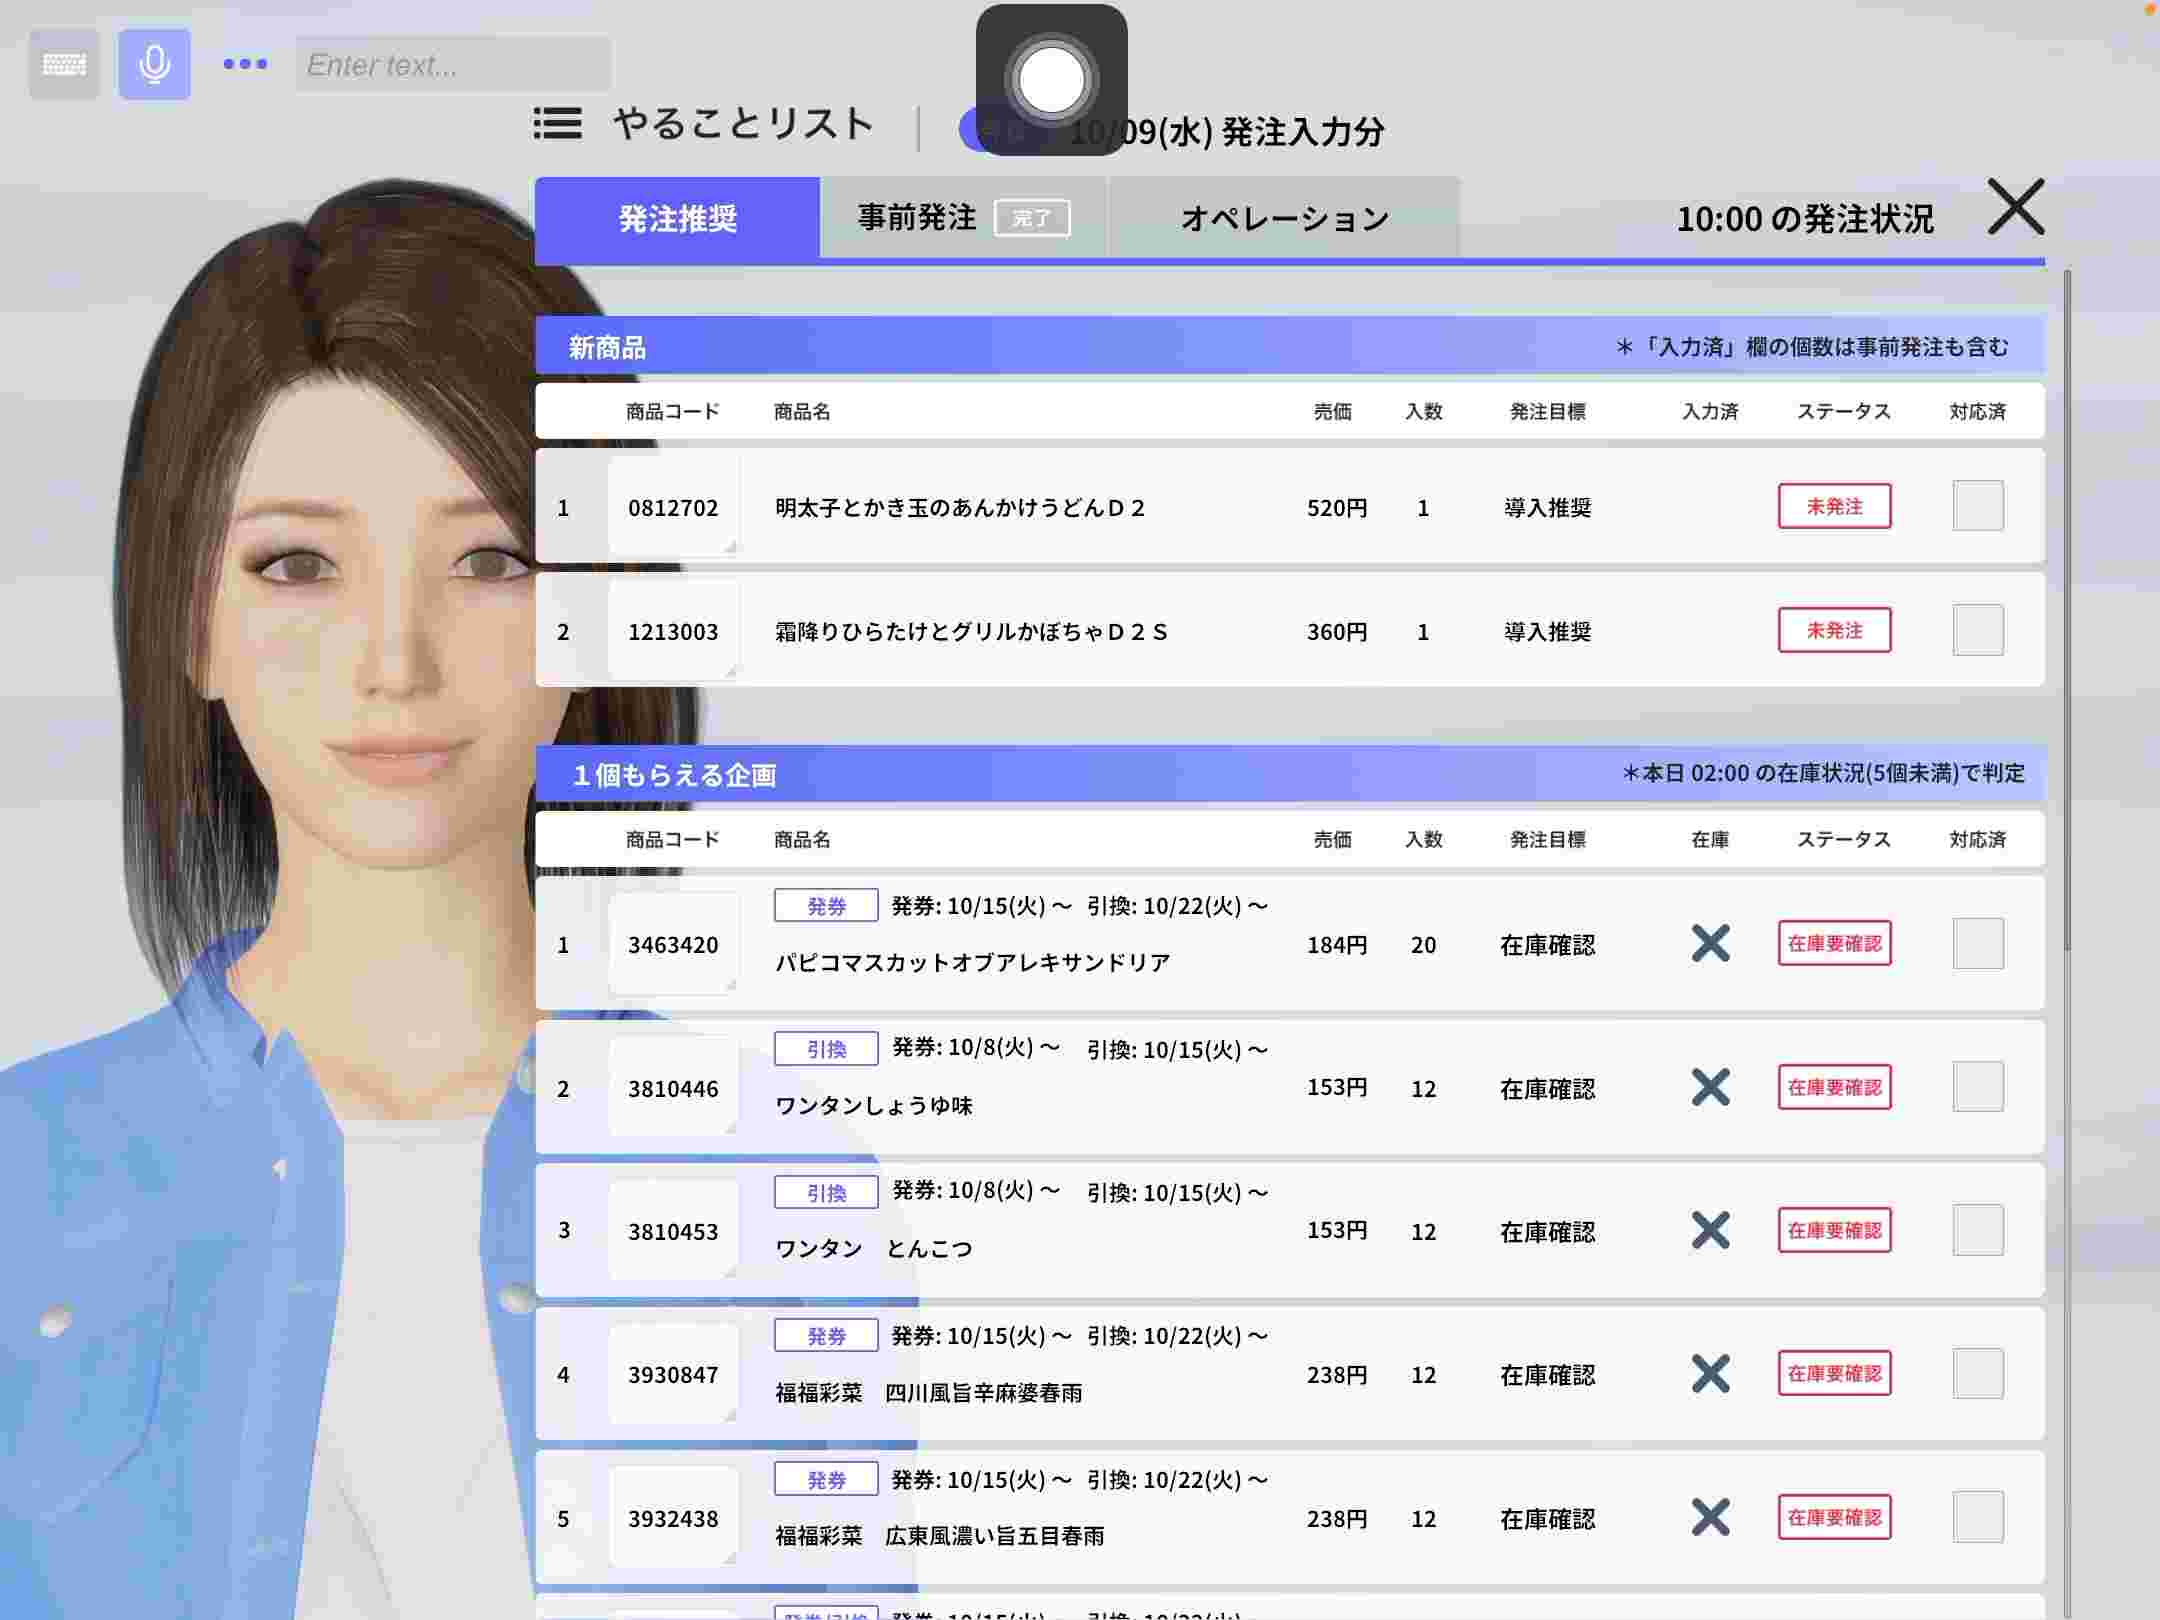 Enter text...
やることリスト
10/09(水) 発注入力分
発注推奨
事前発注 完了
オペレーション
10:00 の発注状況
新商品
＊「入力済」欄の個数は事前発注も含む
商品コード 商品名 売価 入数 発注目標 入力済 ステータス 対応済
1 0812702 明太子とかき玉のあんかけうどんＤ２ 520円 1 導入推奨 未発注
2 1213003 霜降りひらたけとグリルかぼちゃＤ２Ｓ 360円 1 導入推奨 未発注
１個もらえる企画
＊本日 02:00 の在庫状況(5個未満)で判定
商品コード 商品名 売価 入数 発注目標 在庫 ステータス 対応済
発券 発券: 10/15(火)～ 引換: 10/22(火)～
1 3463420 パピコマスカットオブアレキサンドリア 184円 20 在庫確認 在庫要確認
引換 発券: 10/8(火)～ 引換: 10/15(火)～
2 3810446 ワンタンしょうゆ味 153円 12 在庫確認 在庫要確認
引換 発券: 10/8(火)～ 引換: 10/15(火)～
3 3810453 ワンタン　とんこつ 153円 12 在庫確認 在庫要確認
発券 発券: 10/15(火)～ 引換: 10/22(火)～
4 3930847 福福彩菜　四川風旨辛麻婆春雨 238円 12 在庫確認 在庫要確認
発券 発券: 10/15(火)～ 引換: 10/22(火)～
5 3932438 福福彩菜　広東風濃い旨五目春雨 238円 12 在庫確認 在庫要確認